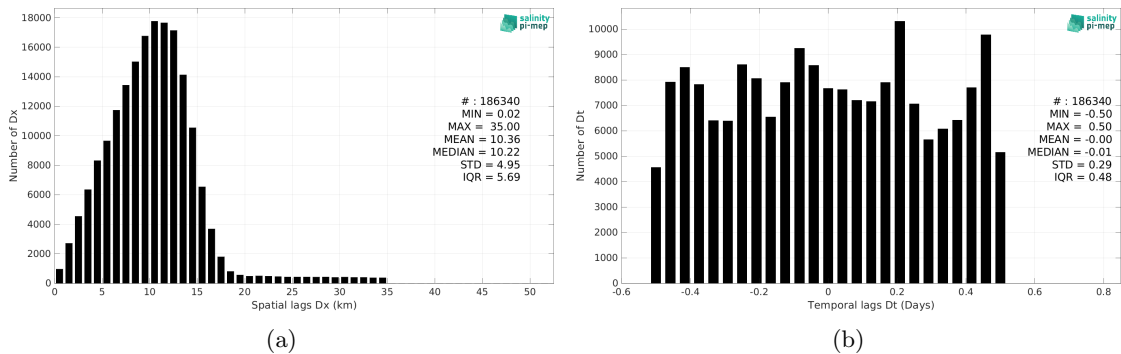 18000
16000
14000
12000
10000
8000
6000
4000
2000
0
Number of Dx
0 5 10 15 20 25 30 35 40 45 50
Spatial lags Dx (km)
salinity
pi-mep
# : 186340
MIN = 0.02
MAX = 35.00
MEAN = 10.36
MEDIAN = 10.22
STD = 4.95
IQR = 5.69
(a)
10000
9000
8000
7000
6000
5000
4000
3000
2000
1000
0
Number of Dt
-0.6 -0.4 -0.2 0 0.2 0.4 0.6 0.8
Temporal lags Dt (Days)
salinity
pi-mep
# : 186340
MIN = -0.50
MAX = 0.50
MEAN = -0.00
MEDIAN = -0.01
STD = 0.29
IQR = 0.48
(b)